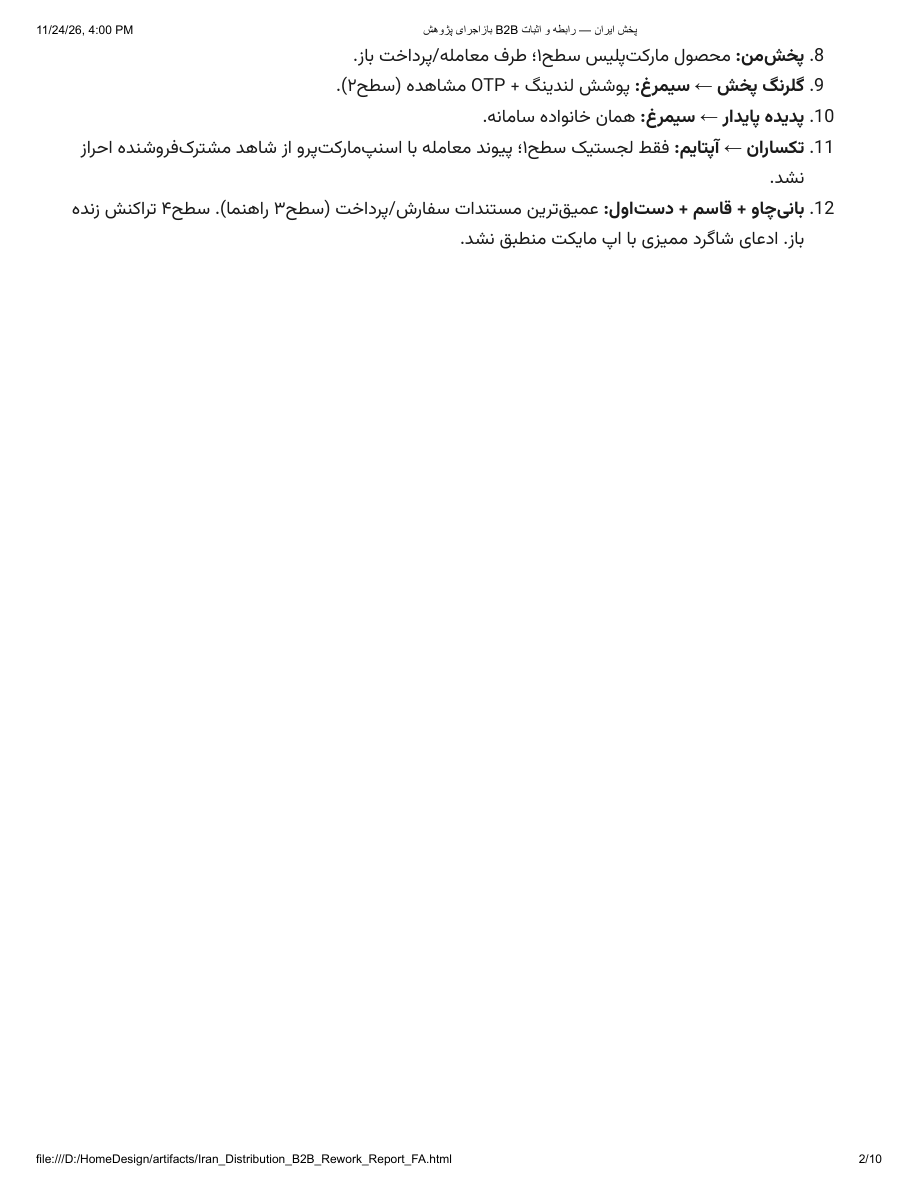 11/24/26, 4:00 PM پخش ایران — رابطه و اثبات B2B بازاجرای پژوهش
8. پخش‌من: محصول مارکت‌پلیس سطح۱؛ طرف معامله/پرداخت باز.
9. گلرنگ پخش ← سیمرغ: پوشش لندینگ + OTP مشاهده (سطح۲).
10. پدیده پایدار ← سیمرغ: همان خانواده سامانه.
11. تکساران ← آپتایم: فقط لجستیک سطح۱؛ پیوند معامله با اسنپ‌مارکت‌پرو از شاهد مشترک‌فروشنده احراز
نشد.
12. بانی‌چاو + قاسم + دست‌اول: عمیق‌ترین مستندات سفارش/پرداخت (سطح۳ راهنما). سطح۴ تراکنش زنده
باز. ادعای شاگرد ممیزی با اپ مایکت منطبق نشد.
file:///D:/HomeDesign/artifacts/Iran_Distribution_B2B_Rework_Report_FA.html 2/10